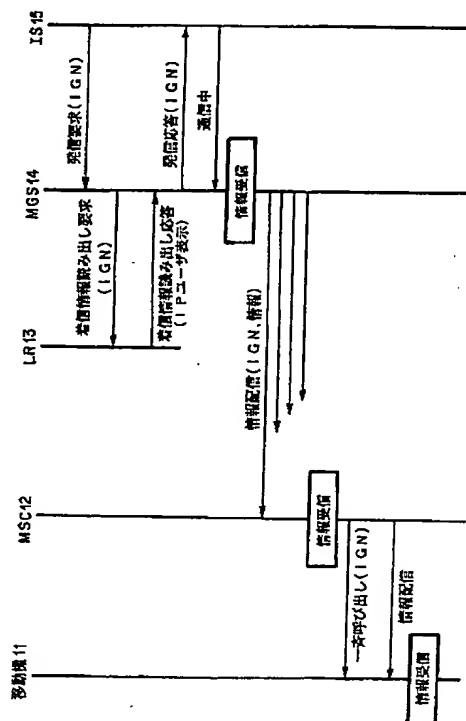 移動機11
MSC12
LR13
MGS14
IS15
発信要求(IGN)
着信情報読み出し要求
(IGN)
着信情報読み出し応答
(IPユーザ表示)
発信応答(IGN)
通信中
情報受信
情報配信(IGN,情報)
情報受信
一斉呼び出し(IGN)
情報配信
情報受信